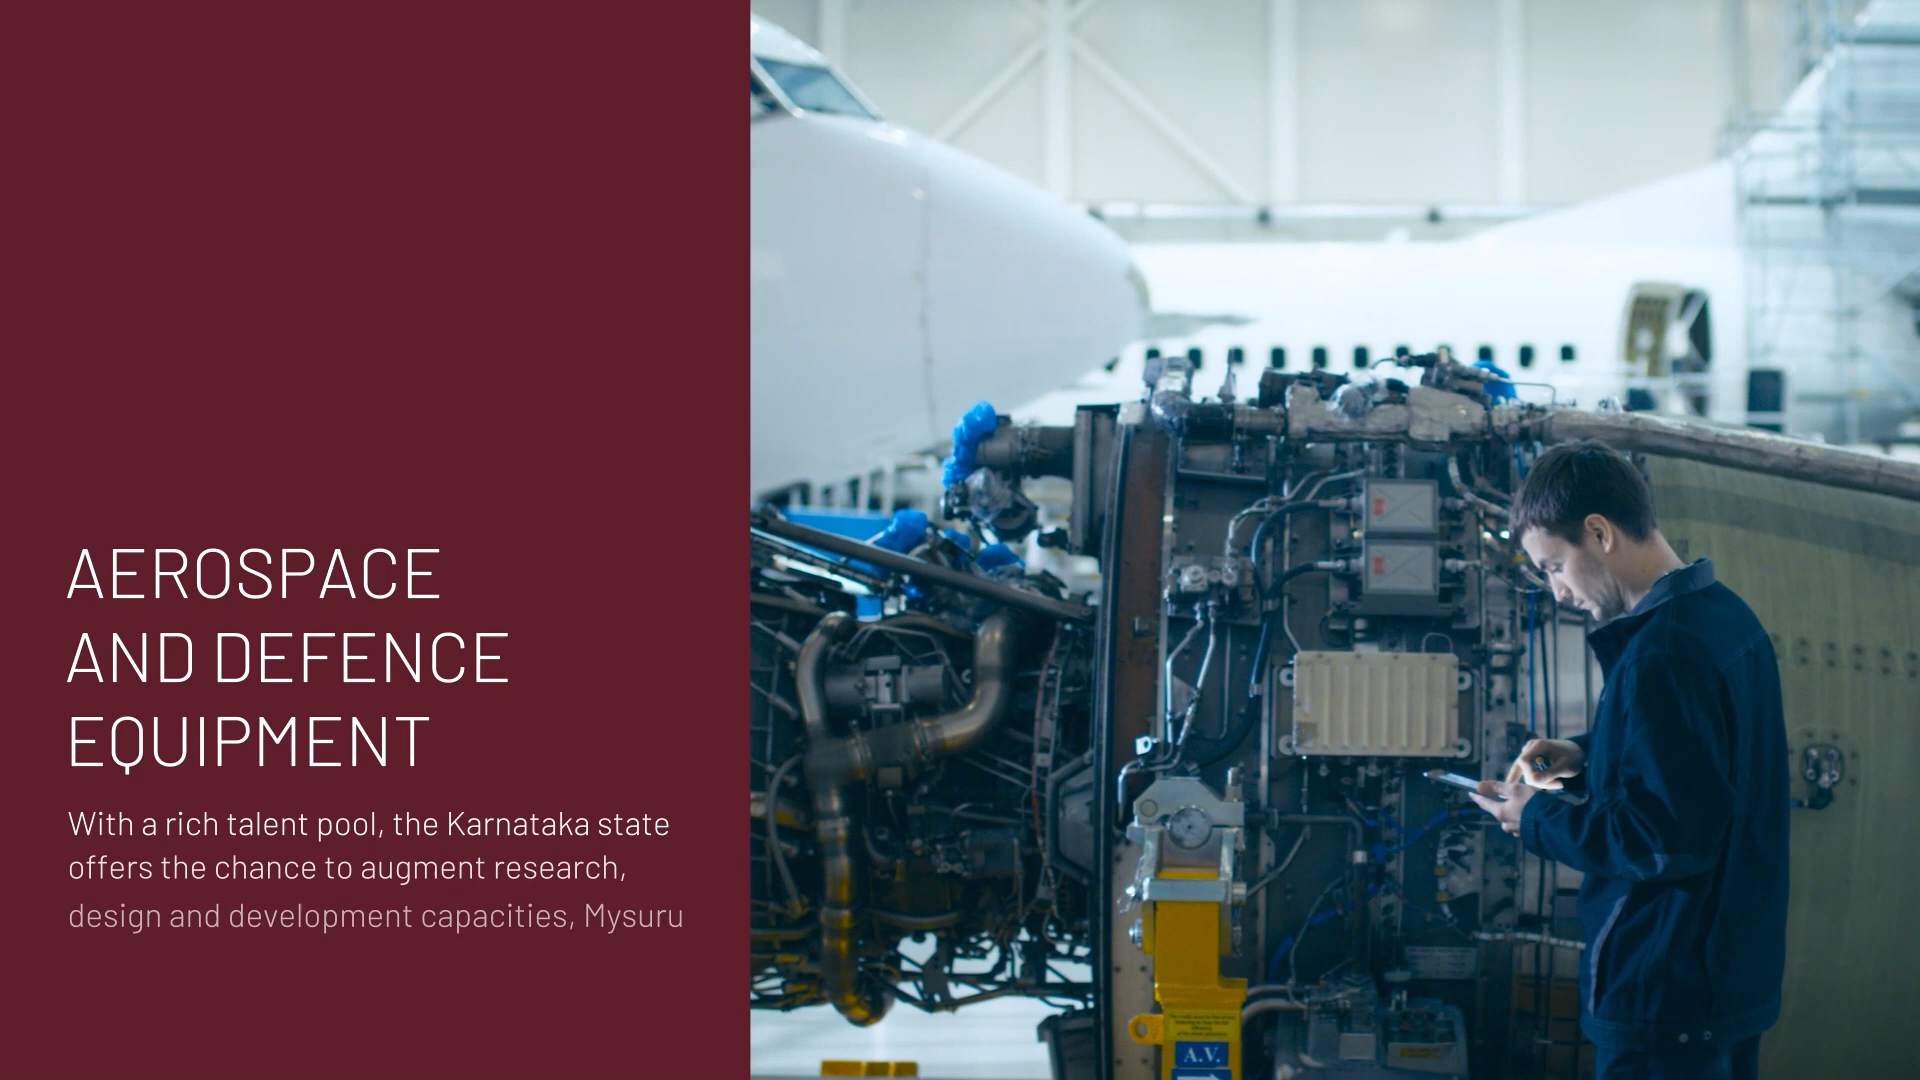 AEROSPACE
AND DEFENCE
EQUIPMENT
With a rich talent pool, the Karnataka state
offers the chance to augment research,
design and development capacities, Mysuru
A.V.